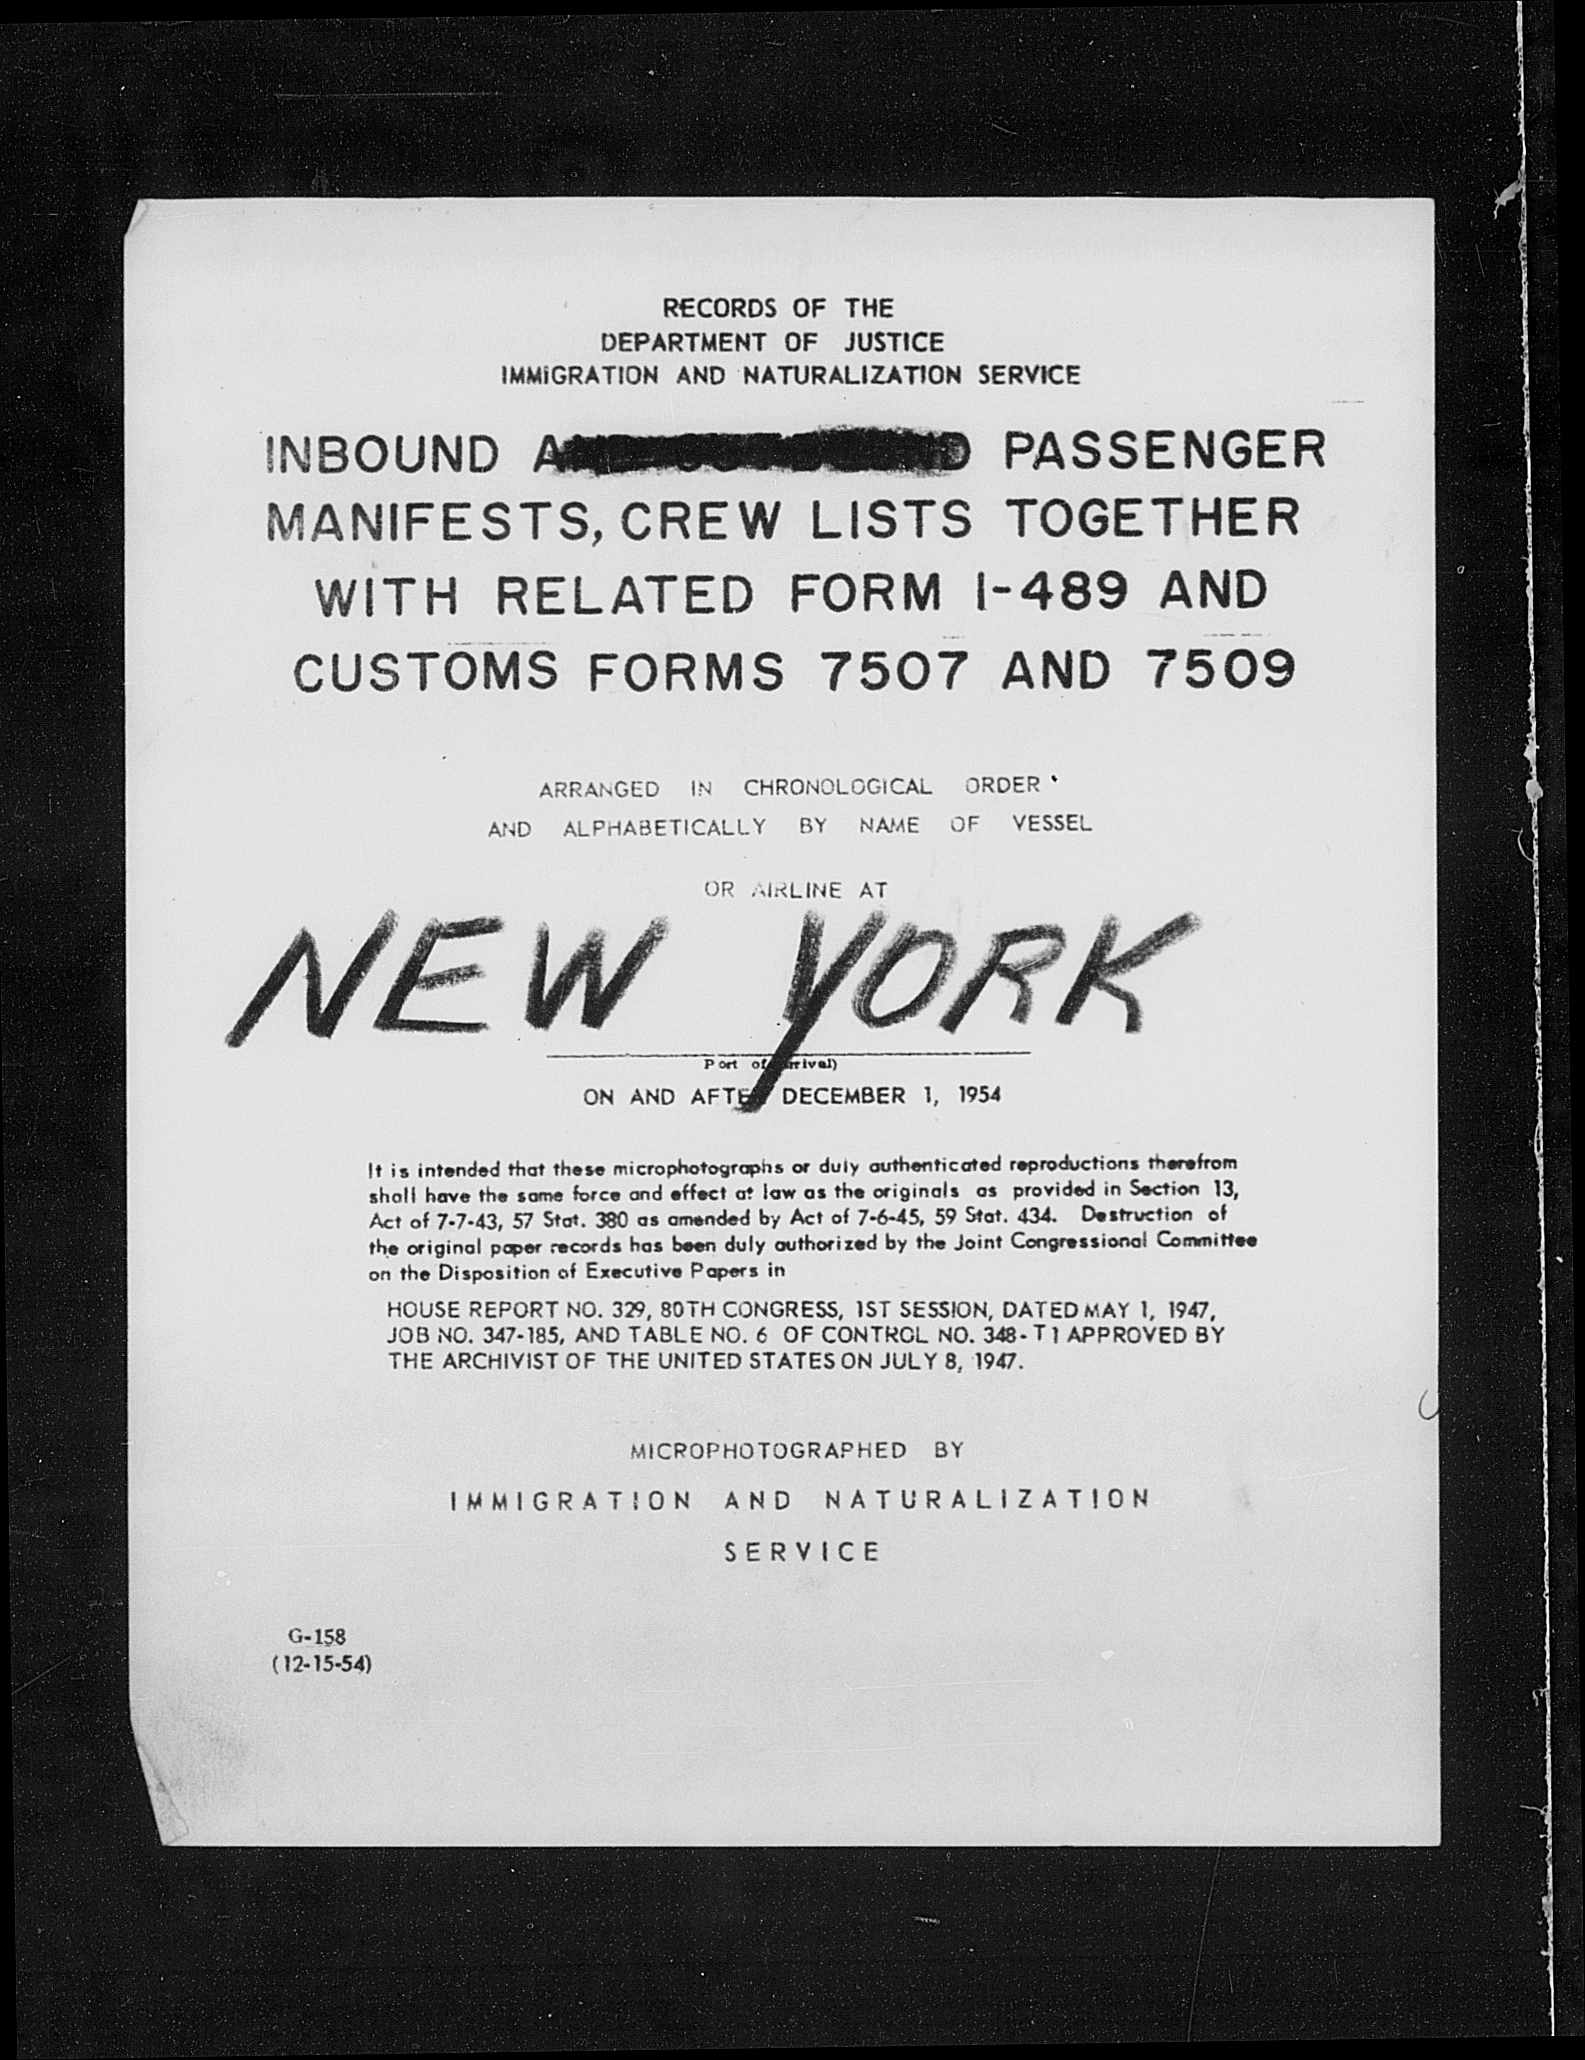 RECORDS OF THE
DEPARTMENT OF JUSTICE
IMMIGRATION AND NATURALIZATION SERVICE
INBOUND PASSENGER
MANIFESTS, CREW LISTS TOGETHER
WITH RELATED FORM I-489 AND
CUSTOMS FORMS 7507 AND 7509
ARRANGED IN CHRONOLOGICAL ORDER
AND ALPHABETICALLY BY NAME OF VESSEL
OR AIRLINE AT
NEW YORK
Port of
ON AND AFTER DECEMBER 1, 1954
It is intended that these microphotographs or duly authenticated reproductions therefrom
shall have the same force and effect at law as the originals as provided in Section 13,
Act of 7-7-43, 57 Stat. 380 as amended by Act of 7-6-45, 59 Stat. 434. Destruction of
the original paper records has been duly authorized by the Joint Congressional Committee
on the Disposition of Executive Papers in
HOUSE REPORT NO. 329, 80TH CONGRESS, 1ST SESSION, DATED MAY 1, 1947,
JOB NO. 347-185, AND TABLE NO. 6 OF CONTROL NO. 348-T1 APPROVED BY
THE ARCHIVIST OF THE UNITED STATES ON JULY 8, 1947.
MICROPHOTOGRAPHED BY
IMMIGRATION AND NATURALIZATION
SERVICE
G-158
(12-15-54)